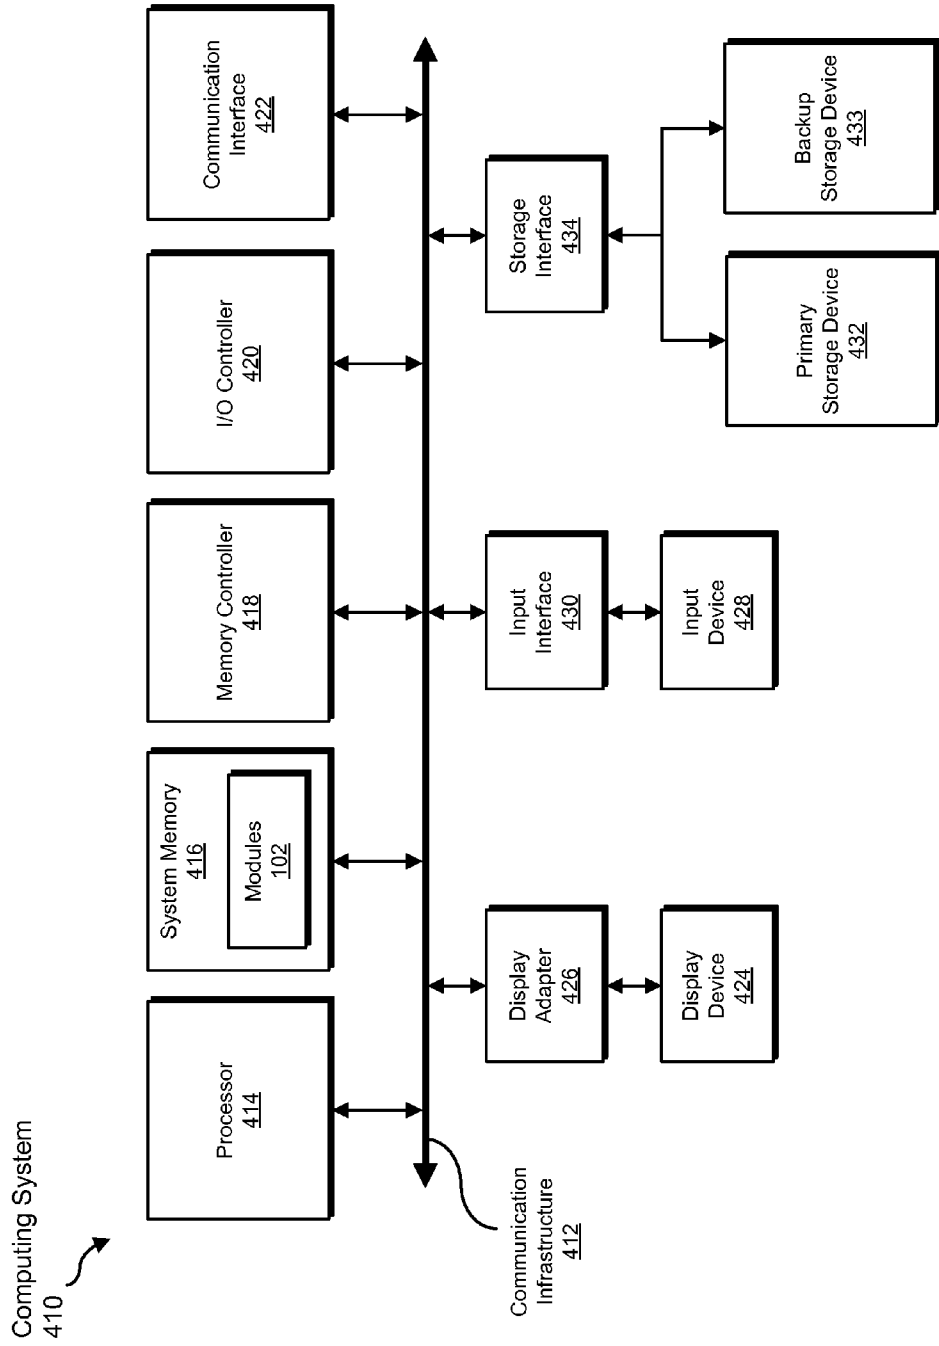 Computing System
410
Processor
414
System Memory
416
Modules
102
Memory Controller
418
I/O Controller
420
Communication
Interface
422
Communication
Infrastructure
412
Display
Adapter
426
Input
Interface
430
Storage
Interface
434
Display
Device
424
Input
Device
428
Primary
Storage Device
432
Backup
Storage Device
433